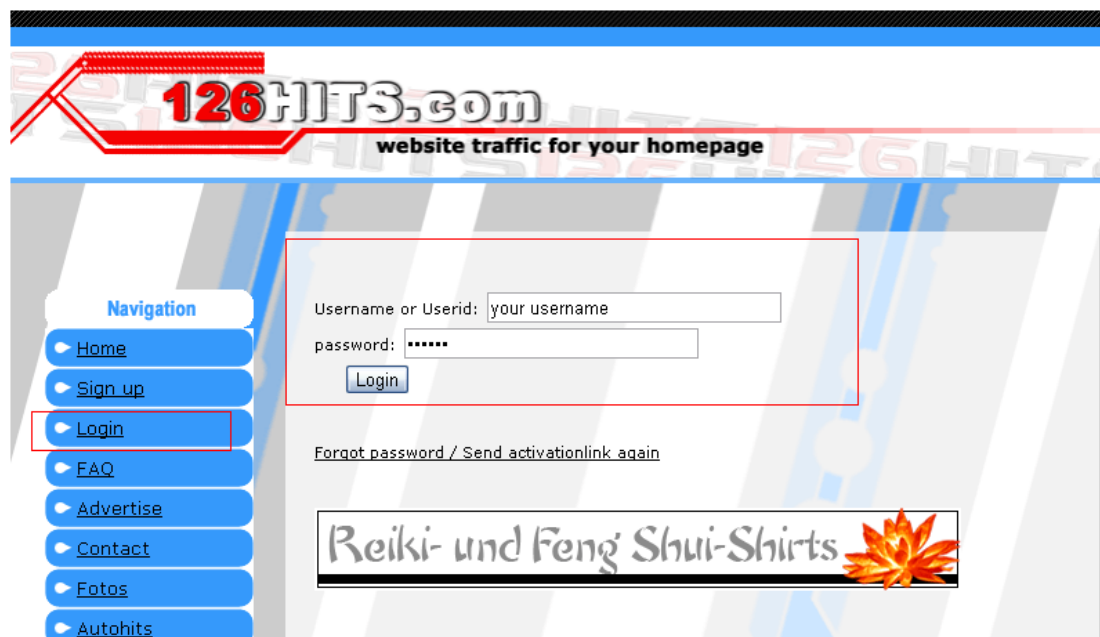 126HITS.com
website traffic for your homepage
Navigation
Home
Sign up
Login
FAQ
Advertise
Contact
Fotos
Autohits
Username or Userid: your username
password: ••••••
Login
Forgot password / Send activationlink again
Reiki- und Feng Shui-Shirts